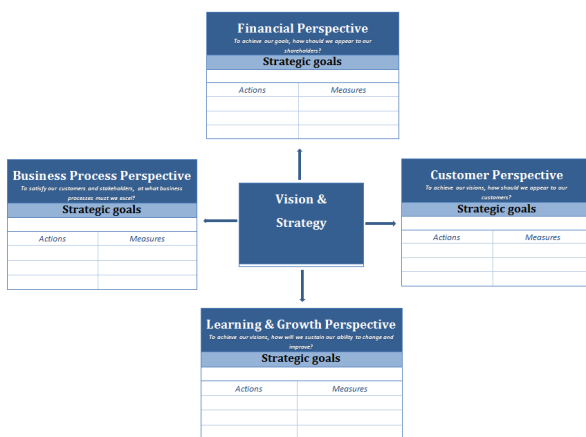 Financial Perspective
To achieve our goals, how should we appear to our
shareholders?
Strategic goals
Actions Measures
Business Process Perspective
To satisfy our customers and stakeholders, at what business
processes must we excel?
Strategic goals
Actions Measures
Vision &
Strategy
Customer Perspective
To achieve our visions, how should we appear to our
customers?
Strategic goals
Actions Measures
Learning & Growth Perspective
To achieve our visions, how will we sustain our ability to change and
improve?
Strategic goals
Actions Measures